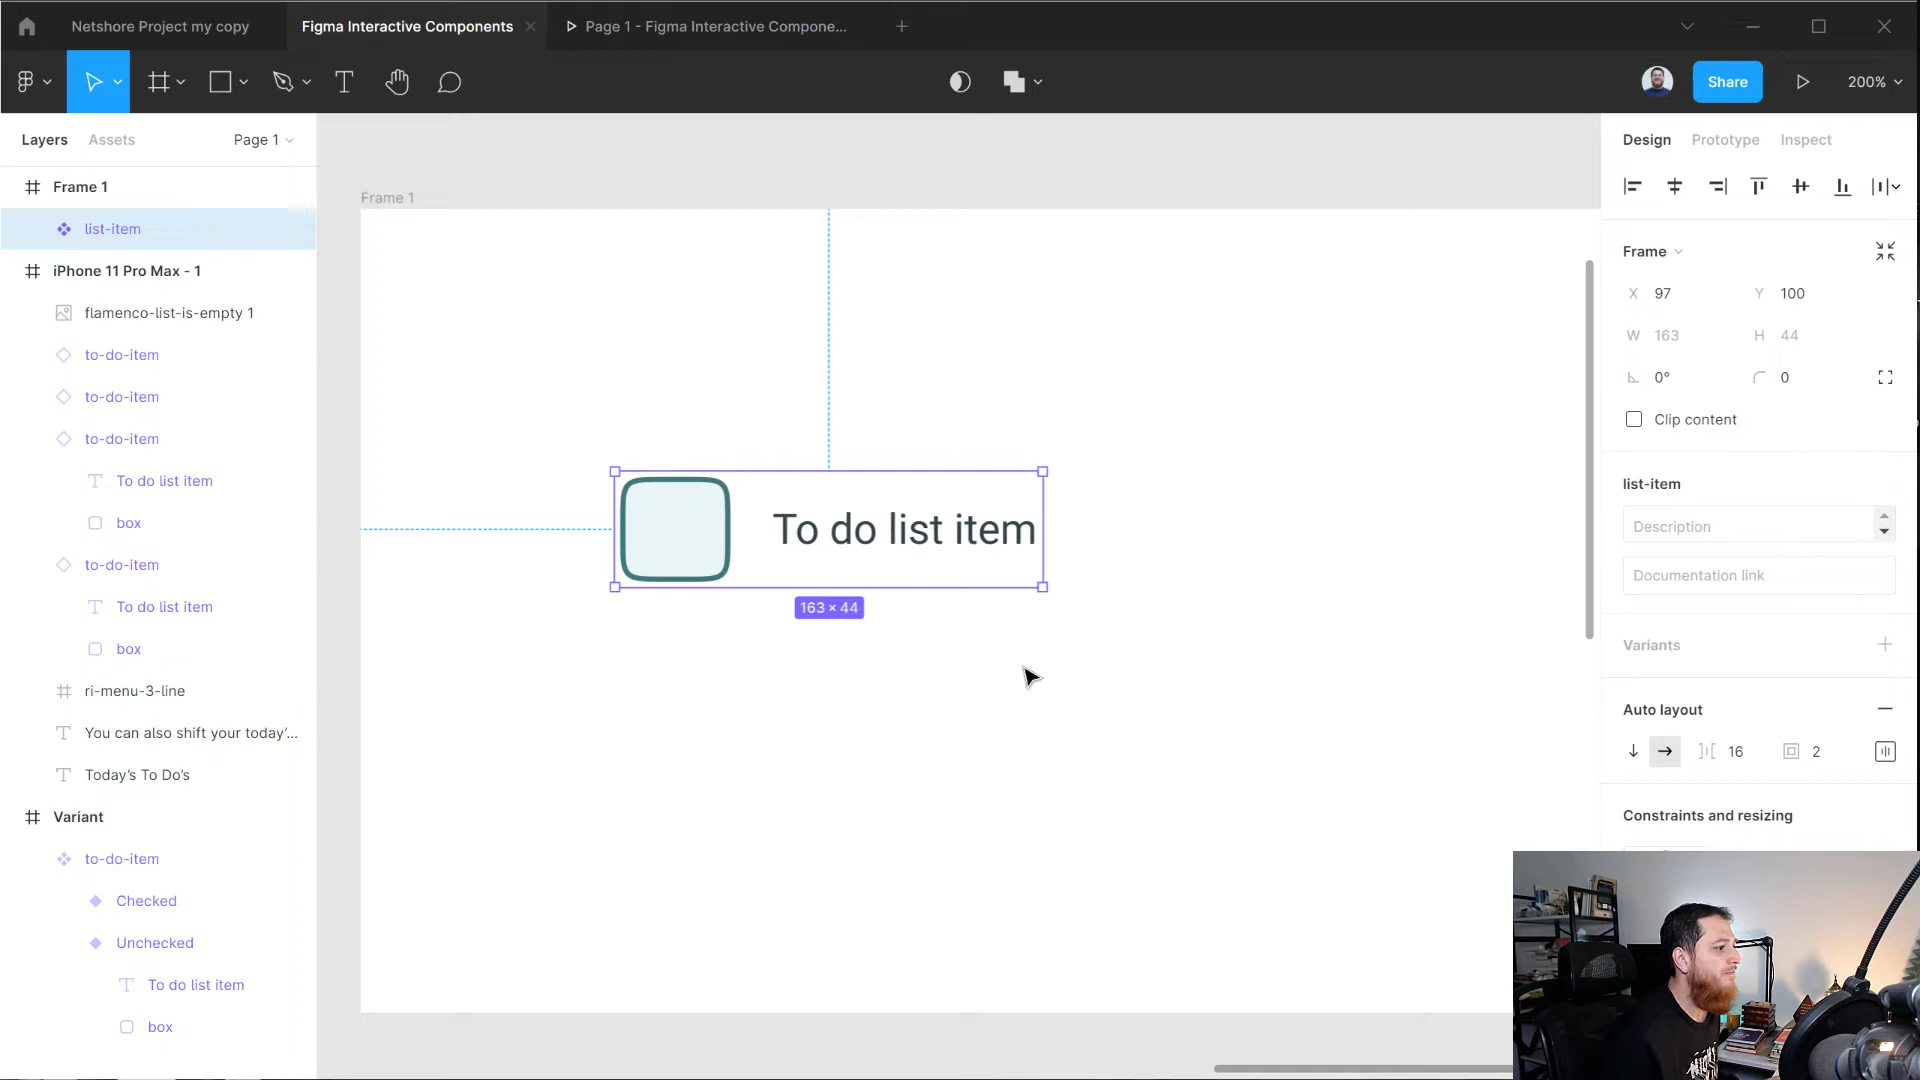 Netshore Project my copy
Figma Interactive Components
Page 1 - Figma Interactive Compone...
Share
200%
Layers
Assets
Page 1
Frame 1
list-item
iPhone 11 Pro Max - 1
flamenco-list-is-empty 1
to-do-item
to-do-item
to-do-item
To do list item
box
to-do-item
To do list item
box
ri-menu-3-line
You can also shift your today'...
Today's To Do's
Variant
to-do-item
Checked
Unchecked
To do list item
box
Frame 1
To do list item
163 × 44
Design
Prototype
Inspect
Frame
X 97
Y 100
W 163
H 44
0°
0
Clip content
list-item
Description
Documentation link
Variants
Auto layout
16
2
Constraints and resizing